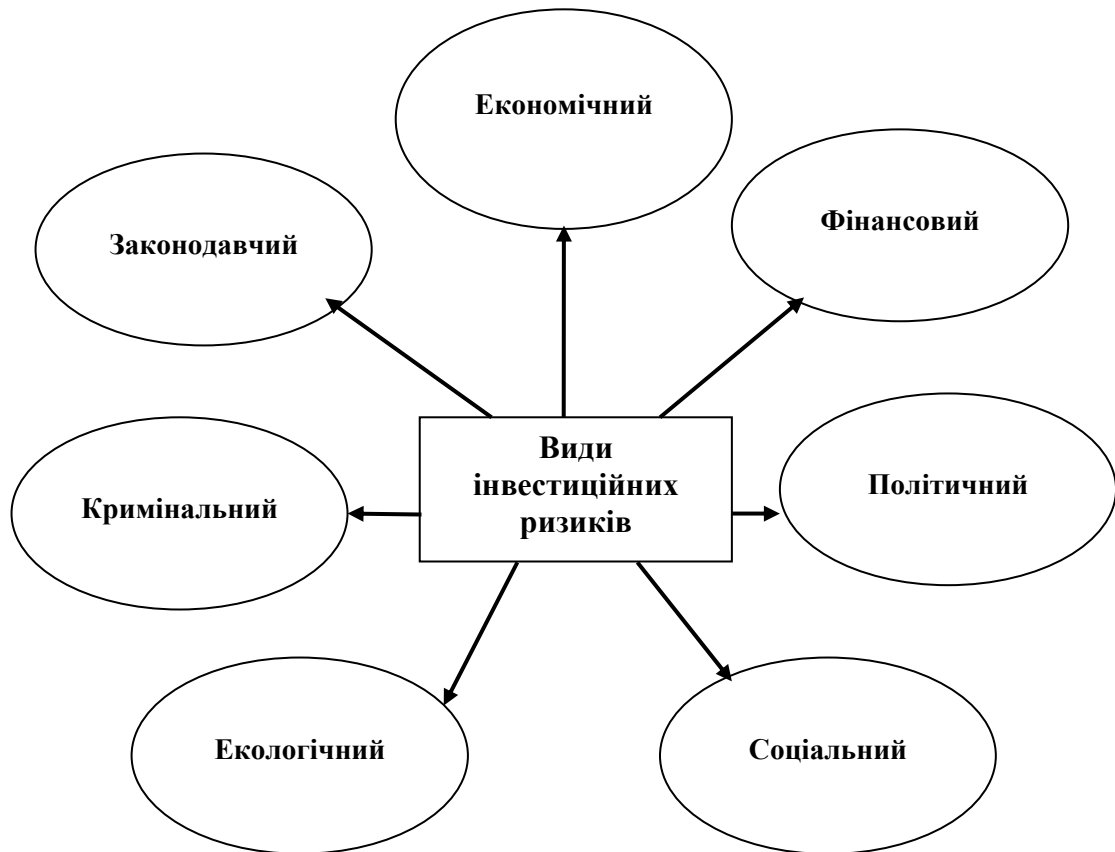 Економічний
Фінансовий
Законодавчий
Види
інвестиційних
ризиків
Політичний
Кримінальний
Екологічний
Соціальний